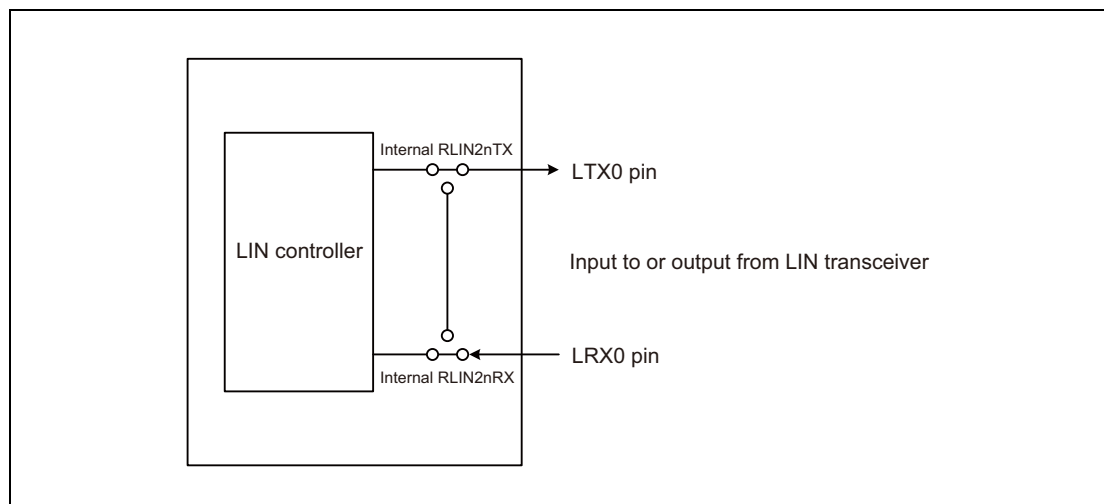 Internal RLIN2nTX
LTX0 pin
LIN controller
Input to or output from LIN transceiver
LRX0 pin
Internal RLIN2nRX